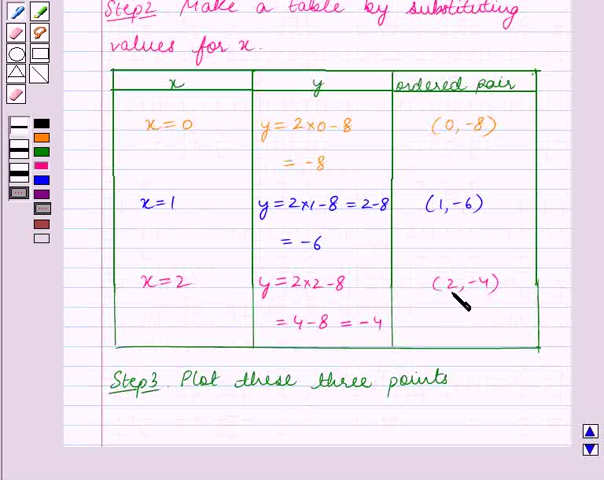 Step2 Make a table by substituting
values for x.
x y ordered pair
x=0 y = 2×0-8 (0,-8)
= -8
x=1 y = 2×1-8 = 2-8 (1,-6)
= -6
x=2 y = 2×2-8 (2,-4)
= 4-8 = -4
Step3. Plot these three points